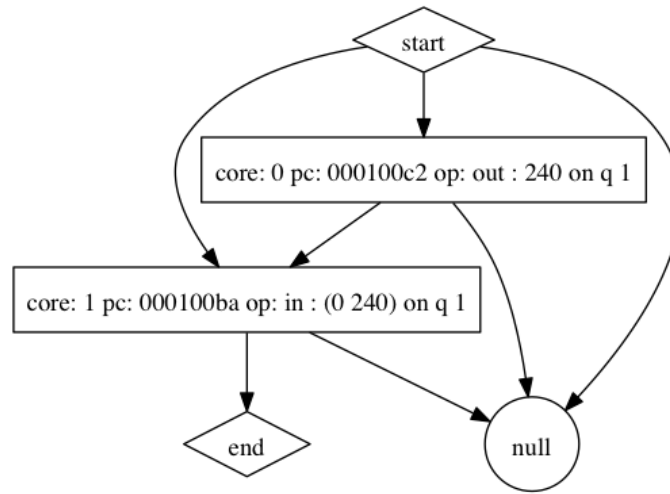 start
core: 0 pc: 000100c2 op: out : 240 on q 1
core: 1 pc: 000100ba op: in : (0 240) on q 1
end
null